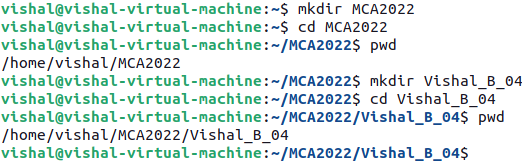 vishal@vishal-virtual-machine:~$ mkdir MCA2022
vishal@vishal-virtual-machine:~$ cd MCA2022
vishal@vishal-virtual-machine:~/MCA2022$ pwd
/home/vishal/MCA2022
vishal@vishal-virtual-machine:~/MCA2022$ mkdir Vishal_B_04
vishal@vishal-virtual-machine:~/MCA2022$ cd Vishal_B_04
vishal@vishal-virtual-machine:~/MCA2022/Vishal_B_04$ pwd
/home/vishal/MCA2022/Vishal_B_04
vishal@vishal-virtual-machine:~/MCA2022/Vishal_B_04$